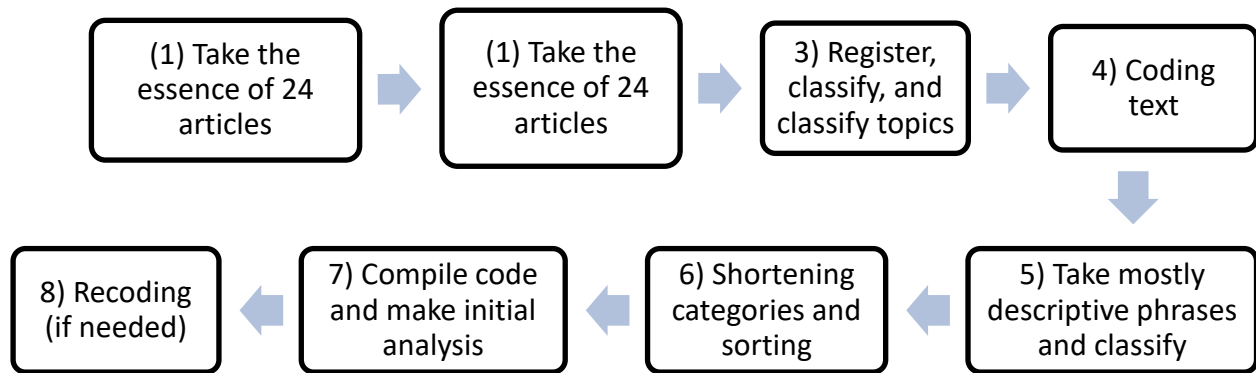 (1) Take the
essence of 24
articles
(1) Take the
essence of 24
articles
3) Register,
classify, and
classify topics
4) Coding
text
5) Take mostly
descriptive phrases
and classify
6) Shortening
categories and
sorting
7) Compile code
and make initial
analysis
8) Recoding
(if needed)